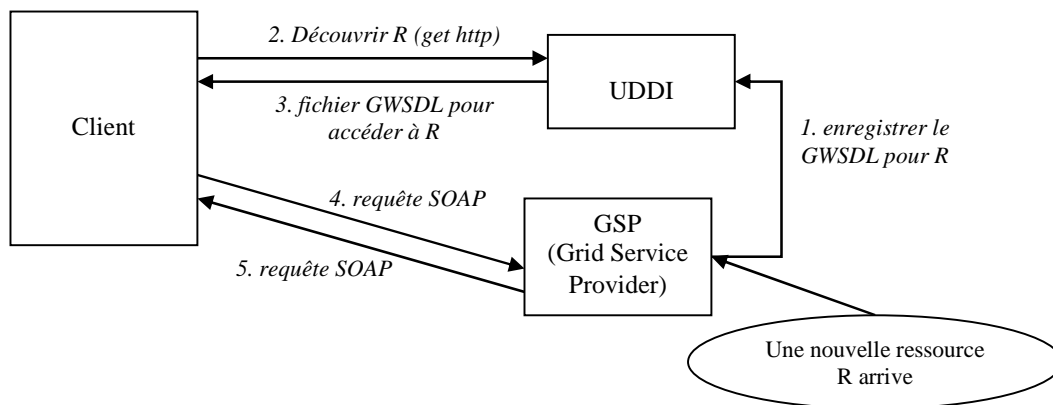 2. Découvrir R (get http)
Client
UDDI
3. fichier GWSDL pour
accéder à R
1. enregistrer le
GWSDL pour R
4. requête SOAP
GSP
(Grid Service
Provider)
5. requête SOAP
Une nouvelle ressource
R arrive